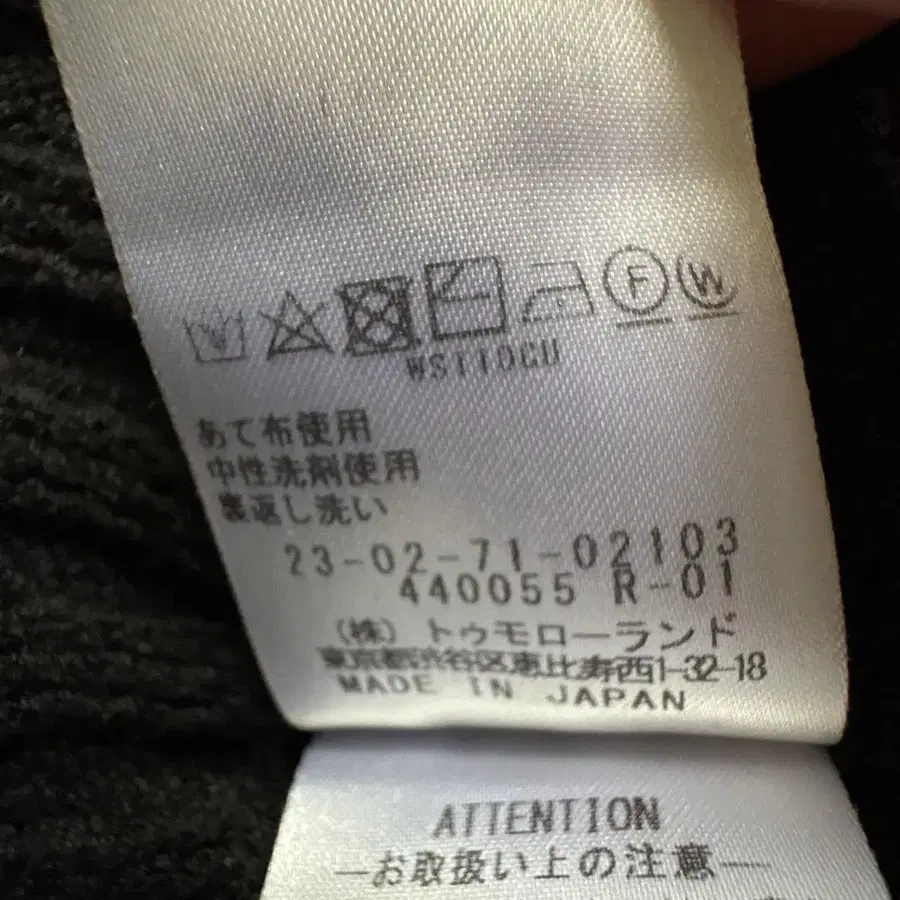 F W
WS110CU
あて布使用
中性洗剤使用
裏返し洗い
23-02-71-02103
440055 R-01
（株）トゥモローランド
東京都渋谷区恵比寿西1-32-18
MADE IN JAPAN
ATTENTION
―お取扱い上の注意―